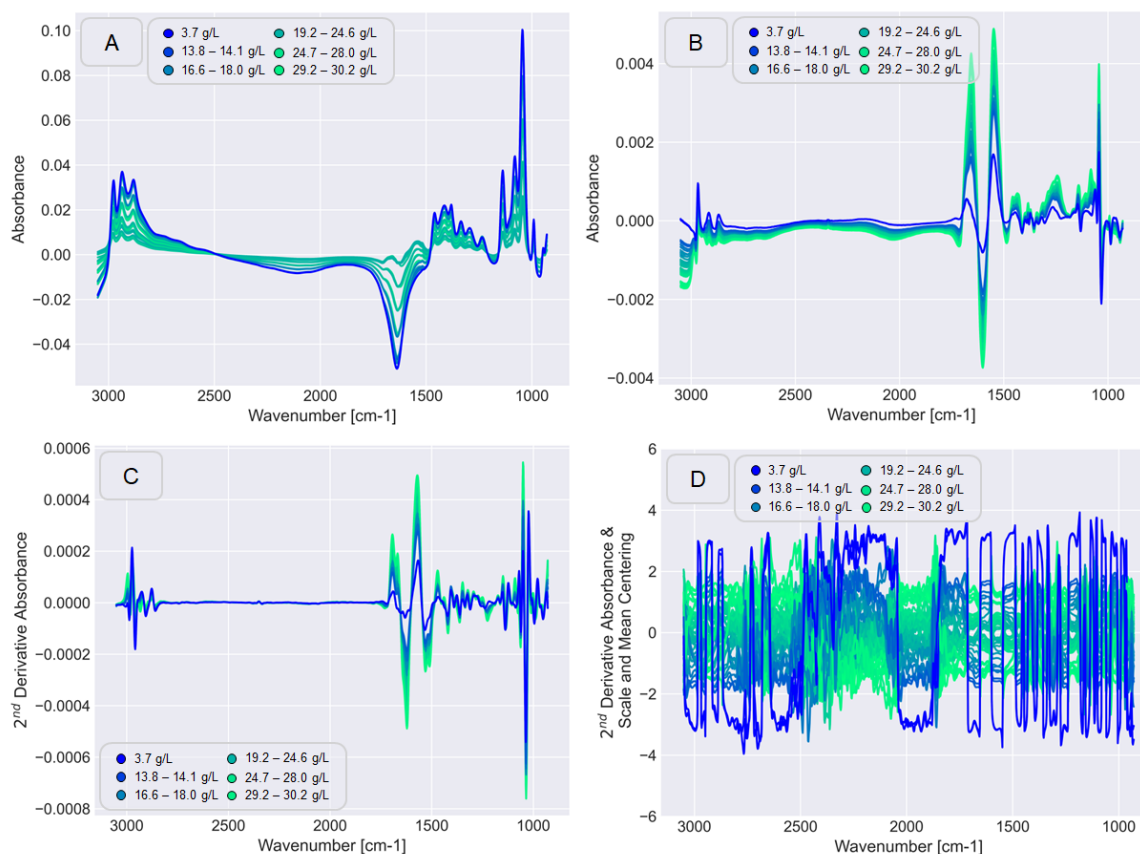 A
3.7 g/L
13.8 – 14.1 g/L
16.6 – 18.0 g/L
19.2 – 24.6 g/L
24.7 – 28.0 g/L
29.2 – 30.2 g/L
0.10
0.08
0.06
0.04
0.02
0.00
−0.02
−0.04
Absorbance
3000 2500 2000 1500 1000
Wavenumber [cm-1]
B
3.7 g/L
13.8 – 14.1 g/L
16.6 – 18.0 g/L
19.2 – 24.6 g/L
24.7 – 28.0 g/L
29.2 – 30.2 g/L
0.004
0.002
0.000
−0.002
−0.004
Absorbance
3000 2500 2000 1500 1000
Wavenumber [cm-1]
C
0.0006
0.0004
0.0002
0.0000
−0.0002
−0.0004
−0.0006
−0.0008
2nd Derivative Absorbance
3.7 g/L
13.8 – 14.1 g/L
16.6 – 18.0 g/L
19.2 – 24.6 g/L
24.7 – 28.0 g/L
29.2 – 30.2 g/L
3000 2500 2000 1500 1000
Wavenumber [cm-1]
D
3.7 g/L
13.8 – 14.1 g/L
16.6 – 18.0 g/L
19.2 – 24.6 g/L
24.7 – 28.0 g/L
29.2 – 30.2 g/L
6
4
2
0
−2
−4
−6
2nd Derivative Absorbance &
Scale and Mean Centering
3000 2500 2000 1500 1000
Wavenumber [cm-1]